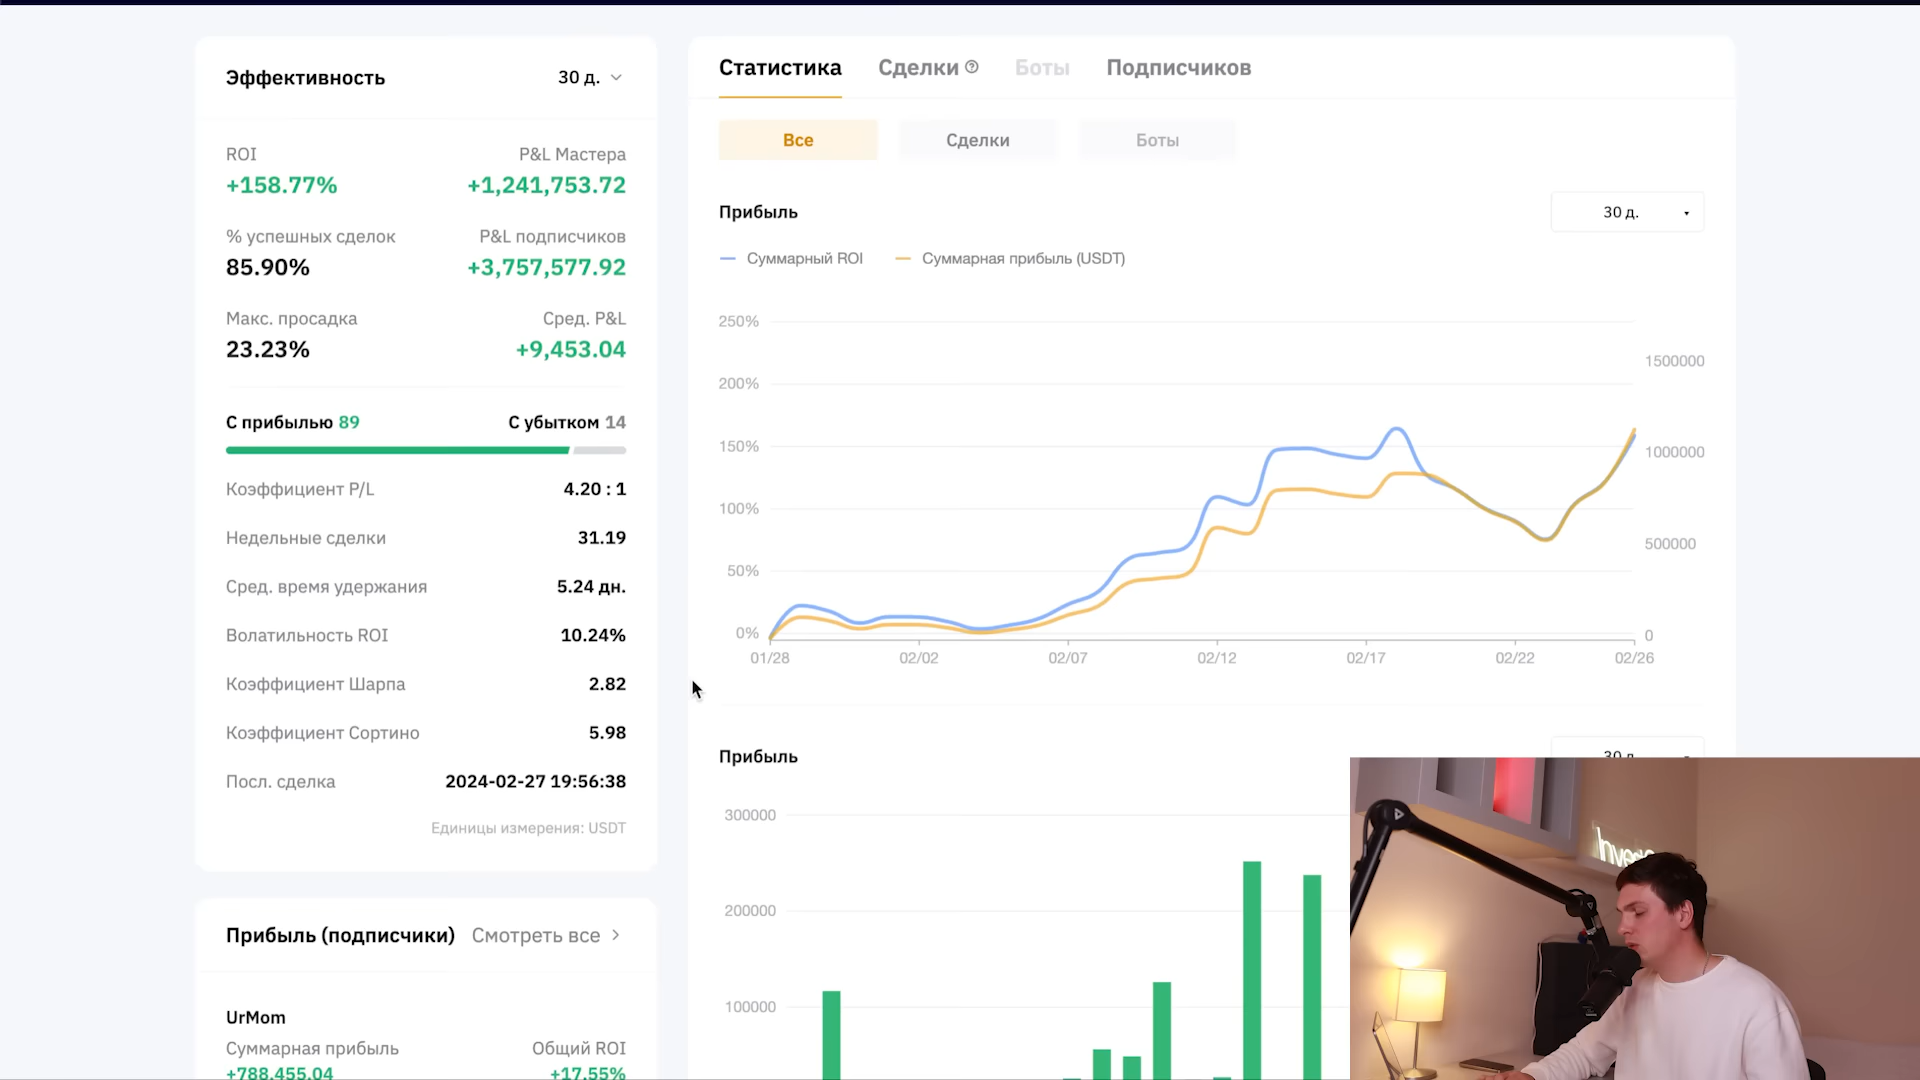 Эффективность
30 д.
ROI
P&L Мастера
+158.77%
+1,241,753.72
% успешных сделок
P&L подписчиков
85.90%
+3,757,577.92
Макс. просадка
Сред. P&L
23.23%
+9,453.04
С прибылью 89
С убытком 14
Коэффициент P/L
4.20 : 1
Недельные сделки
31.19
Сред. время удержания
5.24 дн.
Волатильность ROI
10.24%
Коэффициент Шарпа
2.82
Коэффициент Сортино
5.98
Посл. сделка
2024-02-27 19:56:38
Единицы измерения: USDT
Прибыль (подписчики)
Смотреть все
UrMom
Суммарная прибыль
Общий ROI
+788,455.04
+17.55%
Статистика
Сделки
Боты
Подписчиков
Все
Сделки
Боты
Прибыль
30 д.
Суммарный ROI
Суммарная прибыль (USDT)
250%
200%
150%
100%
50%
0%
1500000
1000000
500000
0
01/28
02/02
02/07
02/12
02/17
02/22
02/26
Прибыль
30 д.
300000
200000
100000